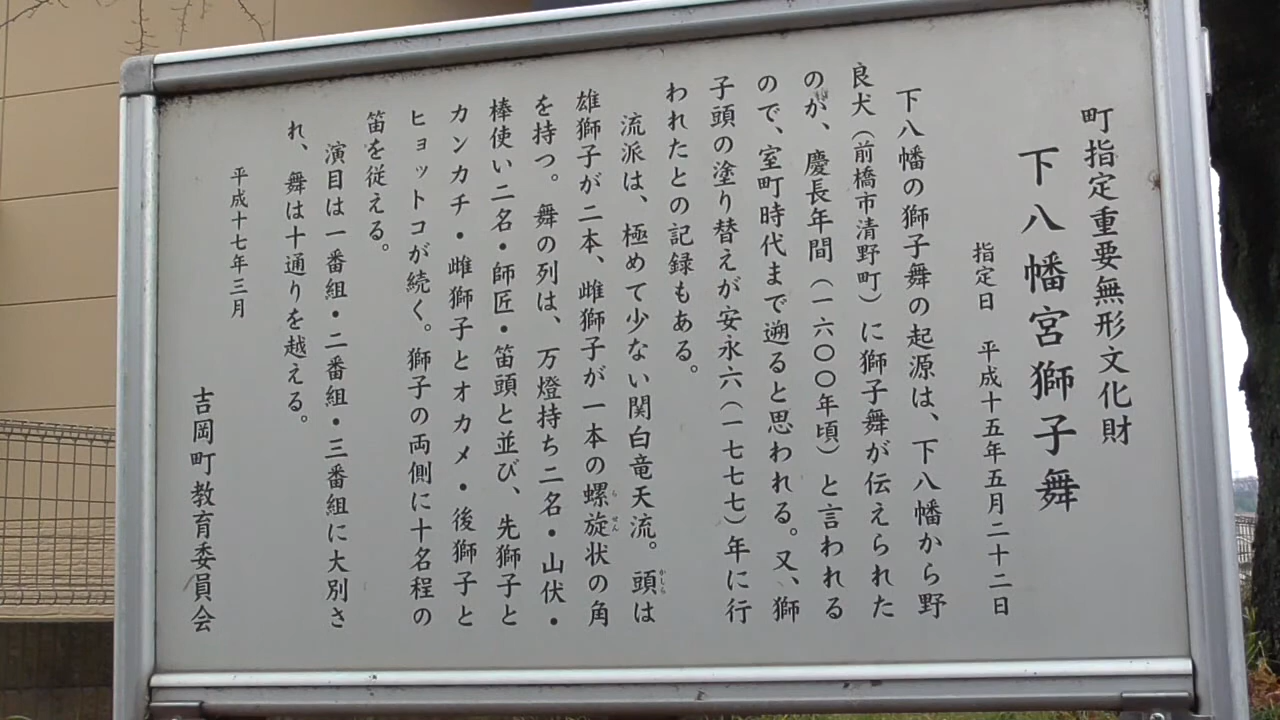 町指定重要無形文化財
下八幡宮獅子舞
指定日　平成十五年五月二十二日
下八幡の獅子舞の起源は、下八幡から野
良犬（前橋市清野町）に獅子舞が伝えられた
のが、慶長年間（一六〇〇年頃）と言われる
ので、室町時代まで遡ると思われる。又、獅
子頭の塗り替えが安永六（一七七七）年に行
われたとの記録もある。
流派は、極めて少ない関白竜天流。頭は
かしら
雄獅子が二本、雌獅子が一本の螺旋状の角
らせん
を持つ。舞の列は、万燈持ち二名・山伏・
棒使い二名・師匠・笛頭と並び、先獅子と
カンカチ・雌獅子とオカメ・後獅子と
ヒョットコが続く。獅子の両側に十名程の
笛を従える。
演目は一番組・二番組・三番組に大別さ
れ、舞は十通りを越える。
平成十七年三月
吉岡町教育委員会